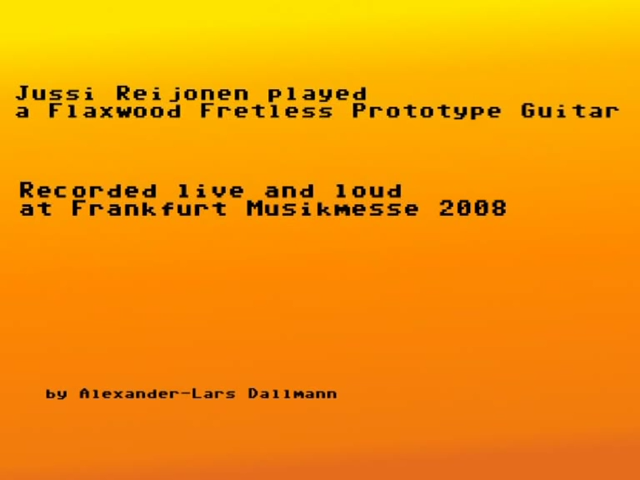 Jussi Reijonen played
a Flaxwood Fretless Prototype Guitar
Recorded live and loud
at Frankfurt Musikmesse 2008
by Alexander-Lars Dallmann